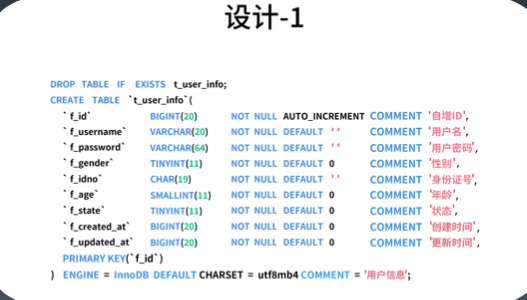 设计-1
DROP TABLE IF EXISTS t_user_info;
CREATE TABLE `t_user_info`(
`f_id` BIGINT(20) NOT NULL AUTO_INCREMENT COMMENT '自增ID',
`f_username` VARCHAR(20) NOT NULL DEFAULT '' COMMENT '用户名',
`f_password` VARCHAR(64) NOT NULL DEFAULT '' COMMENT '用户密码',
`f_gender` TINYINT(11) NOT NULL DEFAULT 0 COMMENT '性别',
`f_idno` CHAR(19) NOT NULL DEFAULT '' COMMENT '身份证号',
`f_age` SMALLINT(11) NOT NULL DEFAULT 0 COMMENT '年龄',
`f_state` TINYINT(11) NOT NULL DEFAULT 0 COMMENT '状态',
`f_created_at` BIGINT(20) NOT NULL DEFAULT 0 COMMENT '创建时间',
`f_updated_at` BIGINT(20) NOT NULL DEFAULT 0 COMMENT '更新时间',
PRIMARY KEY(`f_id`)
) ENGINE = InnoDB DEFAULT CHARSET = utf8mb4 COMMENT = '用户信息';